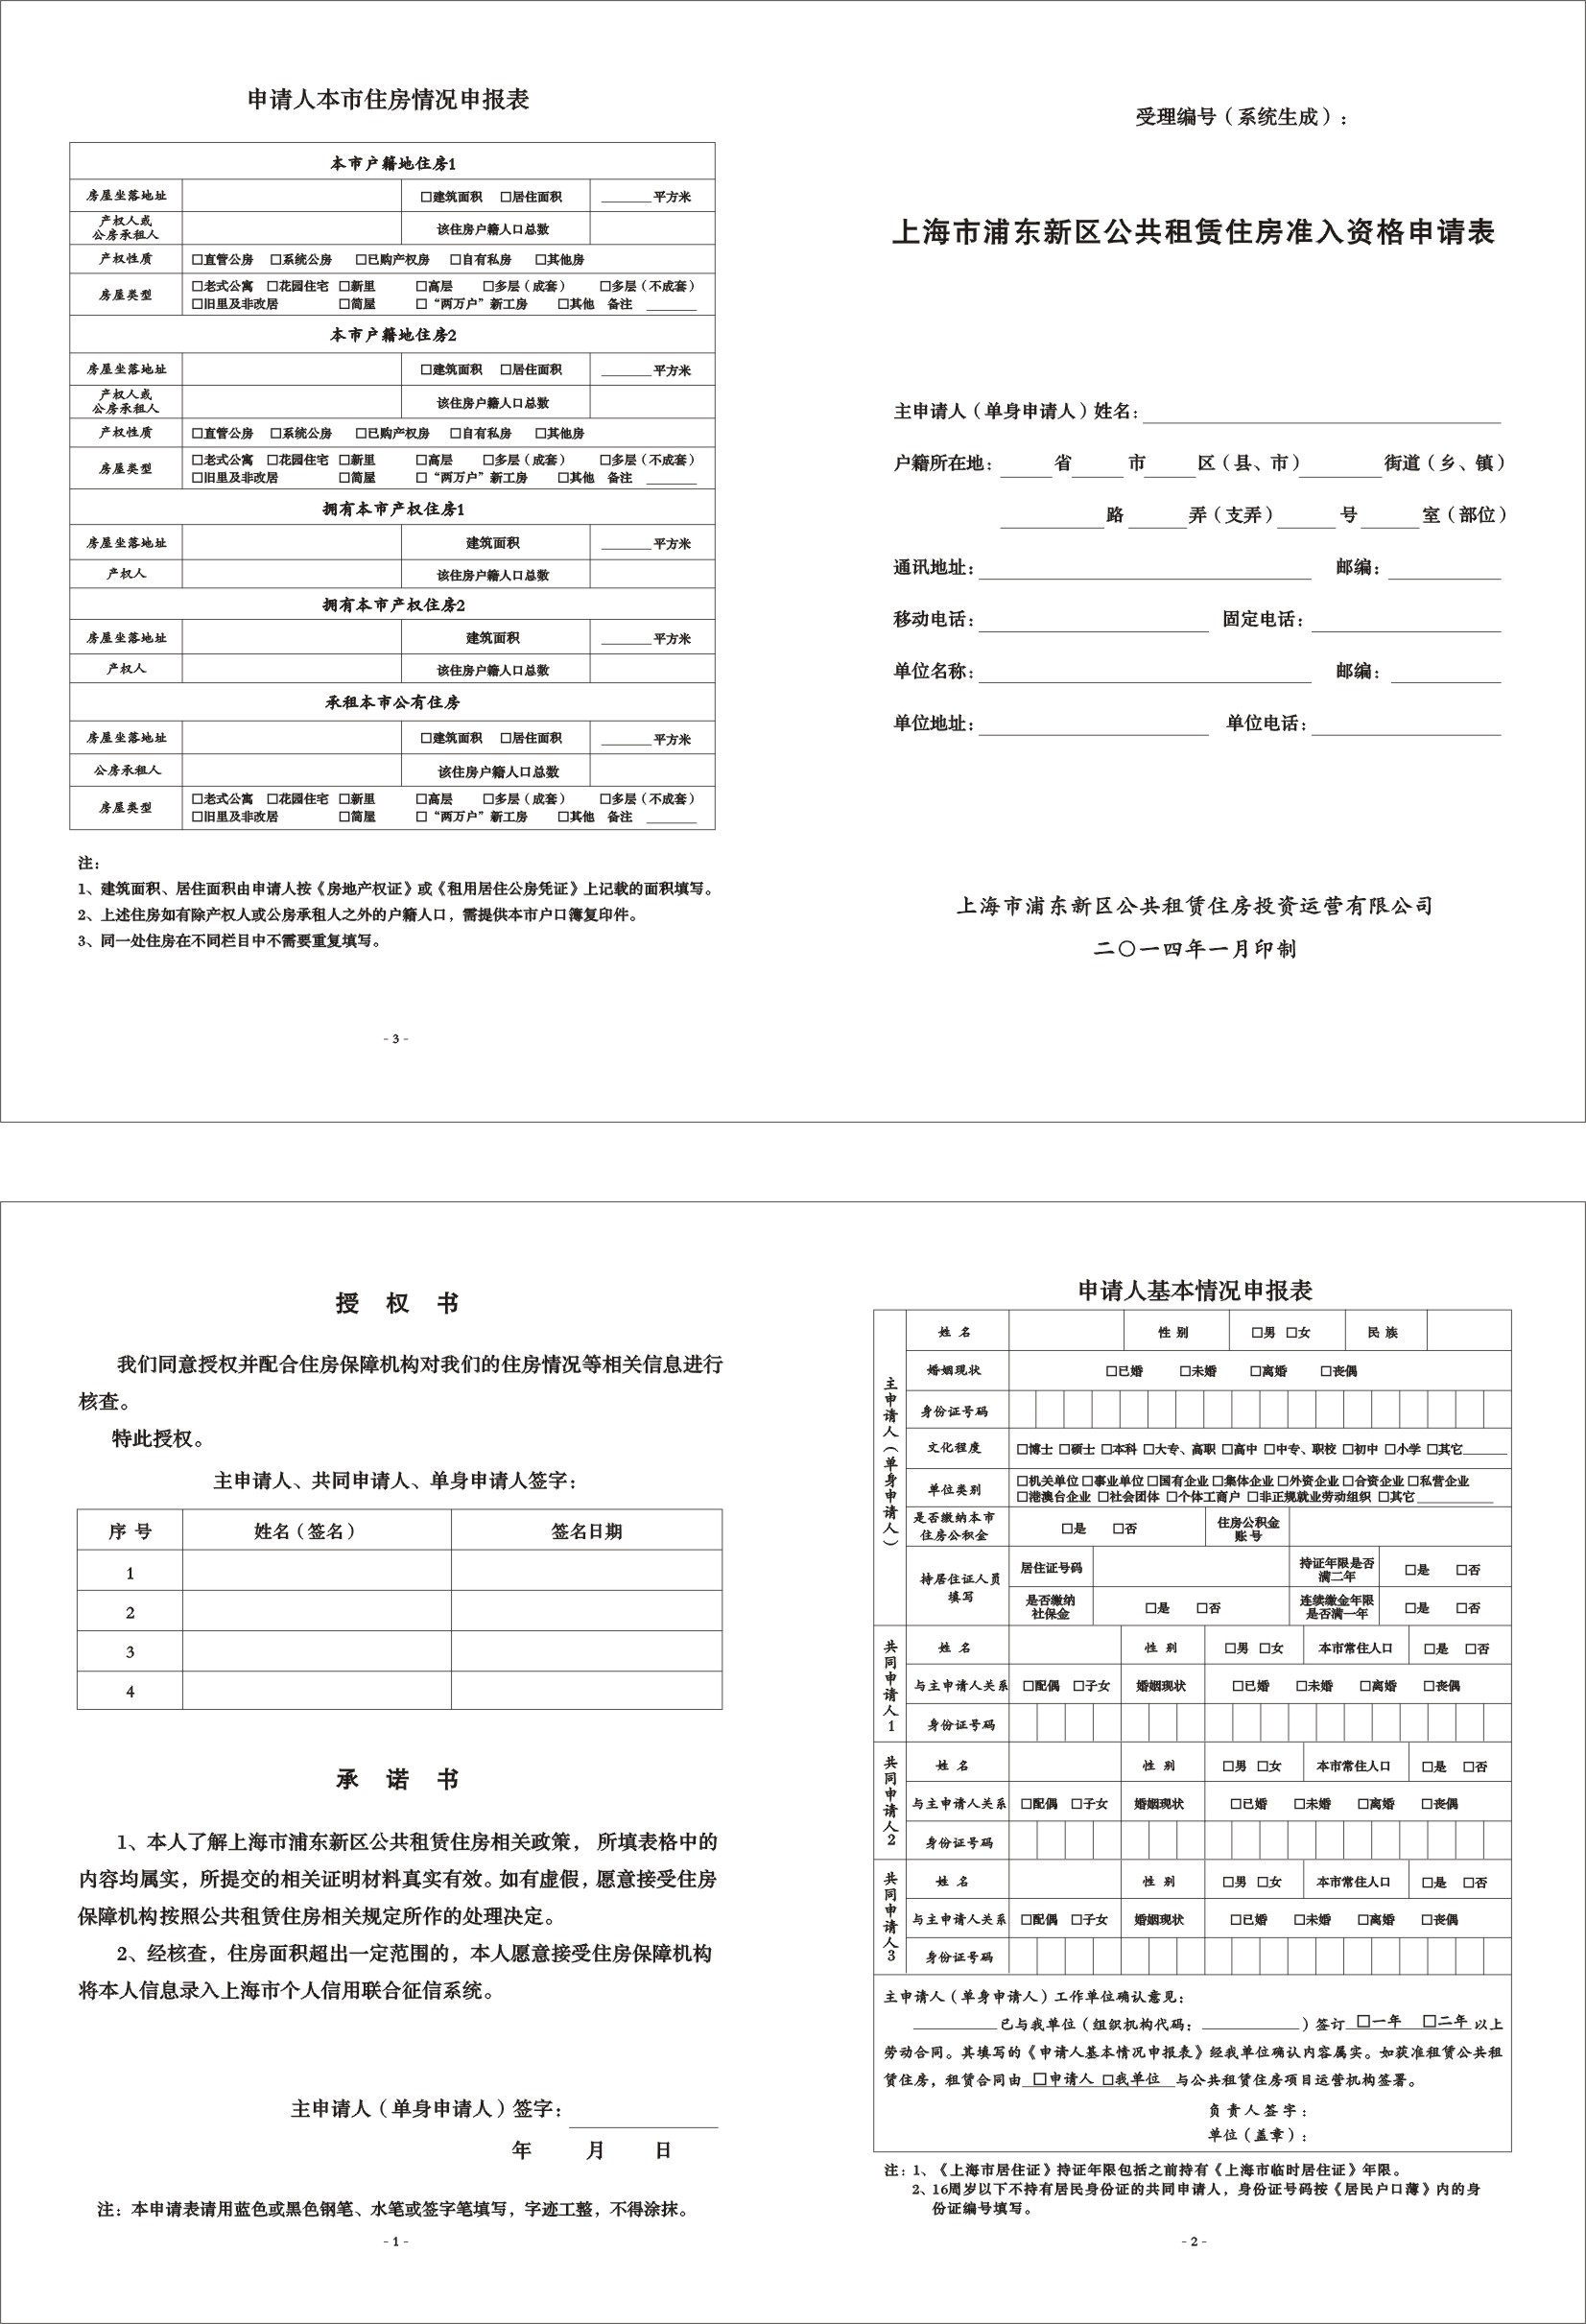 申请人本市住房情况申报表
本市户籍地住房1
房屋坐落地址 □建筑面积 □居住面积 ______平方米
产权人或
公房承租人 该住房户籍人口总数
产权性质 □直管公房 □系统公房 □已购产权房 □自有私房 □其他房
房屋类型 □老式公寓 □花园住宅 □新里 □高层 □多层（成套） □多层（不成套）
□旧里及非改居 □简屋 □“两万户”新工房 □其他 备注 ______
本市户籍地住房2
房屋坐落地址 □建筑面积 □居住面积 ______平方米
产权人或
公房承租人 该住房户籍人口总数
产权性质 □直管公房 □系统公房 □已购产权房 □自有私房 □其他房
房屋类型 □老式公寓 □花园住宅 □新里 □高层 □多层（成套） □多层（不成套）
□旧里及非改居 □简屋 □“两万户”新工房 □其他 备注 ______
拥有本市产权住房1
房屋坐落地址 建筑面积 ______平方米
产权人 该住房户籍人口总数
拥有本市产权住房2
房屋坐落地址 建筑面积 ______平方米
产权人 该住房户籍人口总数
承租本市公有住房
房屋坐落地址 □建筑面积 □居住面积 ______平方米
公房承租人 该住房户籍人口总数
房屋类型 □老式公寓 □花园住宅 □新里 □高层 □多层（成套） □多层（不成套）
□旧里及非改居 □简屋 □“两万户”新工房 □其他 备注 ______
注：
1、建筑面积、居住面积由申请人按《房地产权证》或《租用居住公房凭证》上记载的面积填写。
2、上述住房如有除产权人或公房承租人之外的户籍人口，需提供本市户口簿复印件。
3、同一处住房在不同栏目中不需要重复填写。
- 3 -
受理编号（系统生成）：
上海市浦东新区公共租赁住房准入资格申请表
主申请人（单身申请人）姓名：______
户籍所在地：______省______市______区（县、市）______街道（乡、镇）
______路______弄（支弄）______号______室（部位）
通讯地址：______ 邮编：______
移动电话：______ 固定电话：______
单位名称：______ 邮编：______
单位地址：______ 单位电话：______
上海市浦东新区公共租赁住房投资运营有限公司
二〇一四年一月印制
授 权 书
我们同意授权并配合住房保障机构对我们的住房情况等相关信息进行
核查。
特此授权。
主申请人、共同申请人、单身申请人签字：
序 号 姓名（签名） 签名日期
1
2
3
4
承 诺 书
1、本人了解上海市浦东新区公共租赁住房相关政策， 所填表格中的
内容均属实，所提交的相关证明材料真实有效。如有虚假，愿意接受住房
保障机构按照公共租赁住房相关规定所作的处理决定。
2、经核查，住房面积超出一定范围的，本人愿意接受住房保障机构
将本人信息录入上海市个人信用联合征信系统。
主申请人（单身申请人）签字：______
年 月 日
注：本申请表请用蓝色或黑色钢笔、水笔或签字笔填写，字迹工整，不得涂抹。
- 1 -
申请人基本情况申报表
主申请人（单身申请人）
姓 名 性 别 □男 □女 民 族
婚姻现状 □已婚 □未婚 □离婚 □丧偶
身份证号码
文化程度 □博士 □硕士 □本科 □大专、高职 □高中 □中专、职校 □初中 □小学 □其它______
单位类别 □机关单位 □事业单位 □国有企业 □集体企业 □外资企业 □合资企业 □私营企业
□港澳台企业 □社会团体 □个体工商户 □非正规就业劳动组织 □其它______
是否缴纳本市
住房公积金 □是 □否 住房公积金
账 号
持居住证人员
填写 居住证号码 持证年限是否
满二年 □是 □否
是否缴纳
社保金 □是 □否 连续缴金年限
是否满一年 □是 □否
共同申请人1
姓 名 性 别 □男 □女 本市常住人口 □是 □否
与主申请人关系 □配偶 □子女 婚姻现状 □已婚 □未婚 □离婚 □丧偶
身份证号码
共同申请人2
姓 名 性 别 □男 □女 本市常住人口 □是 □否
与主申请人关系 □配偶 □子女 婚姻现状 □已婚 □未婚 □离婚 □丧偶
身份证号码
共同申请人3
姓 名 性 别 □男 □女 本市常住人口 □是 □否
与主申请人关系 □配偶 □子女 婚姻现状 □已婚 □未婚 □离婚 □丧偶
身份证号码
主申请人（单身申请人）工作单位确认意见：
______已与我单位（组织机构代码：______）签订 □一年 □二年 以上
劳动合同。其填写的《申请人基本情况申报表》经我单位确认内容属实。如获准租赁公共租
赁住房，租赁合同由 □申请人 □我单位 与公共租赁住房项目运营机构签署。
负责人签字：
单位（盖章）：
注：1、《上海市居住证》持证年限包括之前持有《上海市临时居住证》年限。
2、16周岁以下不持有居民身份证的共同申请人，身份证号码按《居民户口薄》内的身
份证编号填写。
- 2 -